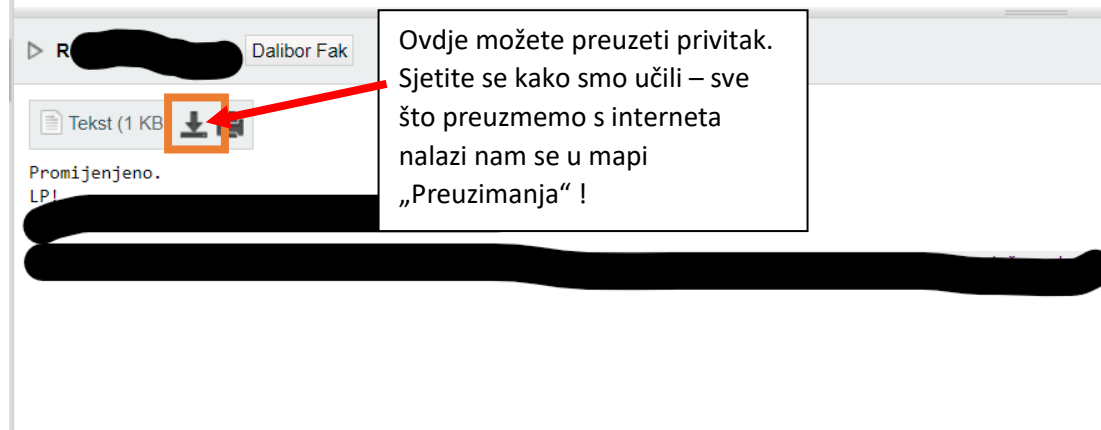 R
Dalibor Fak
Ovdje možete preuzeti privitak.
Sjetite se kako smo učili – sve
što preuzmemo s interneta
nalazi nam se u mapi
„Preuzimanja“ !
Tekst (1 KB
Promijenjeno.
LP!